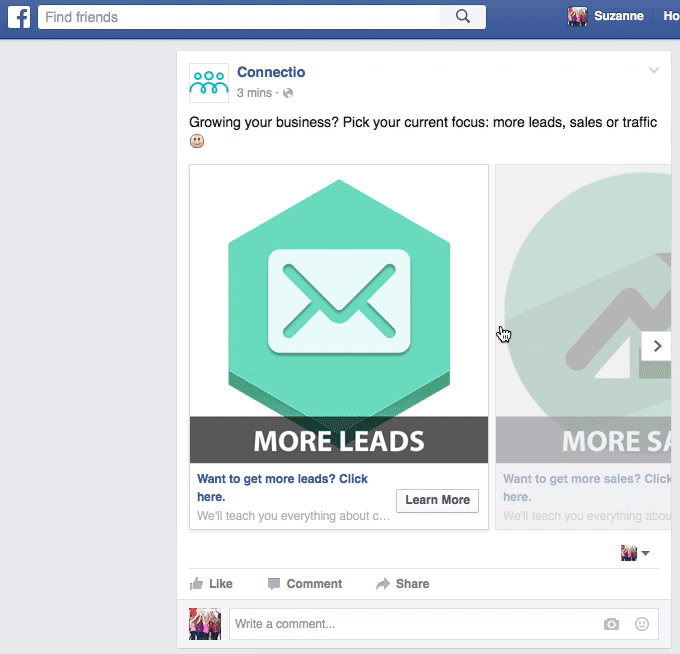 Find friends
Suzanne
Ho
Connectio
3 mins ·
Growing your business? Pick your current focus: more leads, sales or traffic
MORE LEADS
Want to get more leads? Click
here.
We'll teach you everything about c...
Learn More
MORE SA
Want to get more sales? Click
here.
We'll teach you everything abou
Like
Comment
Share
Write a comment...